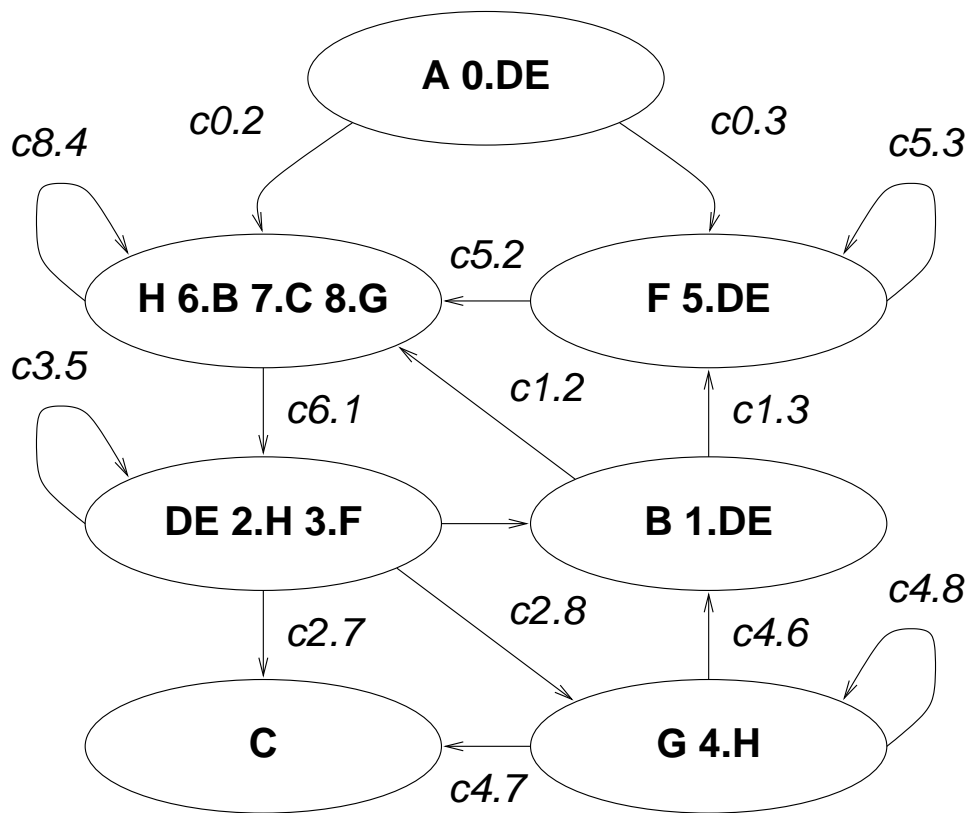 A 0.DE
c0.2
c0.3
c8.4
c5.3
c5.2
H 6.B 7.C 8.G
F 5.DE
c3.5
c6.1
c1.2
c1.3
DE 2.H 3.F
B 1.DE
c2.7
c2.8
c4.6
c4.8
C
G 4.H
c4.7